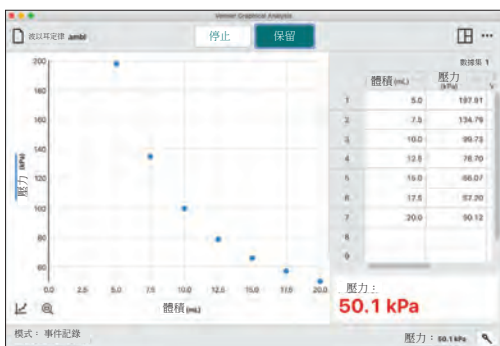 Vernier Graphical Analysis
波以耳定律.ambl
停止
保留
數據集 1
體積 (mL)
壓力 (kPa)
1 5.0 197.91
2 7.5 134.79
3 10.0 99.73
4 12.5 78.70
5 15.0 66.07
6 17.5 57.20
7 20.0 50.12
8
9
200
180
160
140
120
100
80
60
壓力 (kPa)
0.0 2.5 5.0 7.5 10.0 12.5 15.0 17.5 20.0
體積 (mL)
壓力：
50.1 kPa
模式： 事件記錄
壓力：50.1 kPa